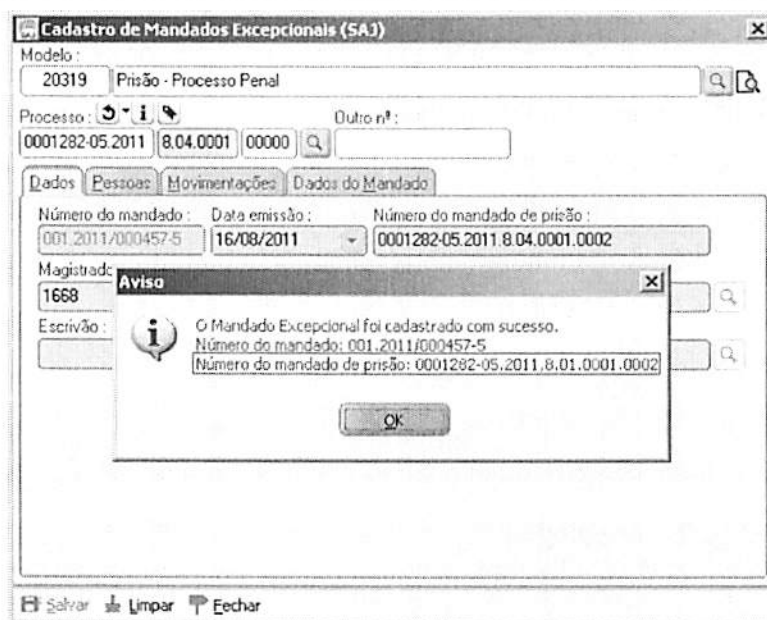 Cadastro de Mandados Excepcionais (SAJ)
Modelo :
20319 Prisão - Processo Penal
Processo : Outro nº :
0001282-05.2011 8.04.0001 00000
Dados Pessoas Movimentações Dados do Mandado
Número do mandado : Data emissão : Número do mandado de prisão :
001.2011/000457-5 16/08/2011 0001282-05.2011.8.04.0001.0002
Magistrado
1668
Escrivão :
Aviso
O Mandado Excepcional foi cadastrado com sucesso.
Número do mandado: 001.2011/000457-5
Número do mandado de prisão: 0001282-05.2011.8.01.0001.0002
OK
Salvar Limpar Fechar